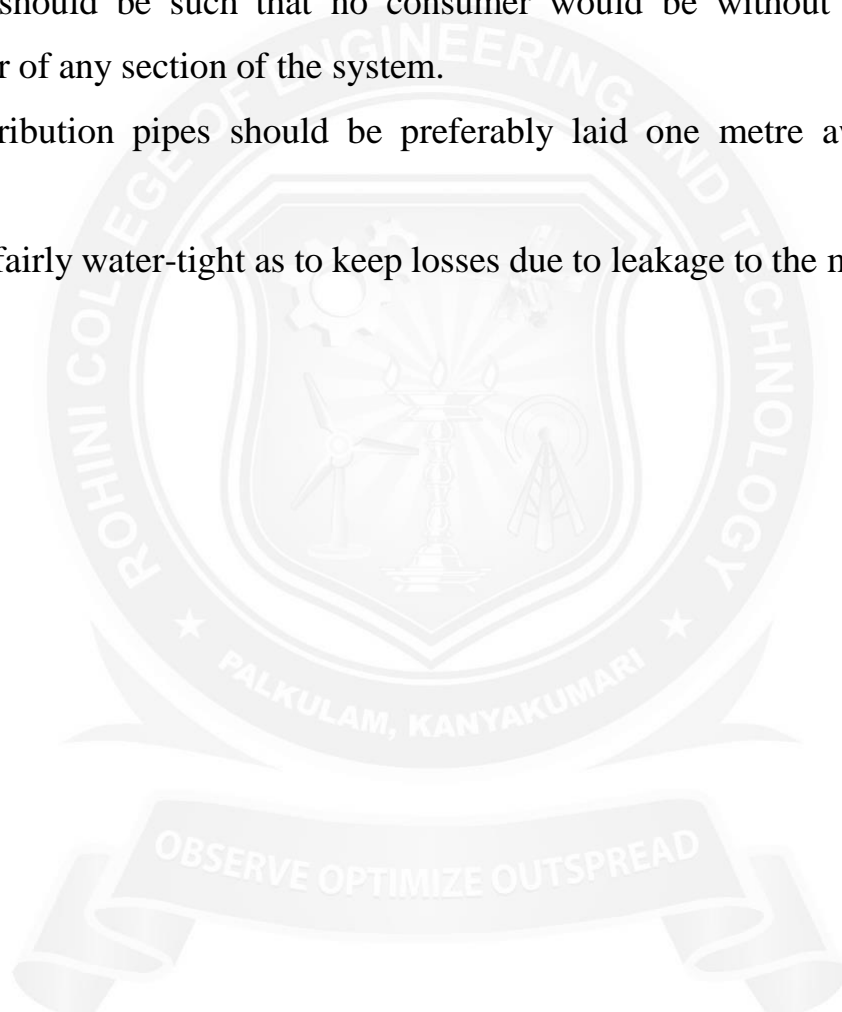 should be such that no consumer would be without
r of any section of the system.
ribution pipes should be preferably laid one metre
fairly water-tight as to keep losses due to leakage to the
ROHINI COLLEGE OF ENGINEERING AND TECHNOLOGY
PALKULAM, KANYAKUMARI
OBSERVE OPTIMIZE OUTSPREAD